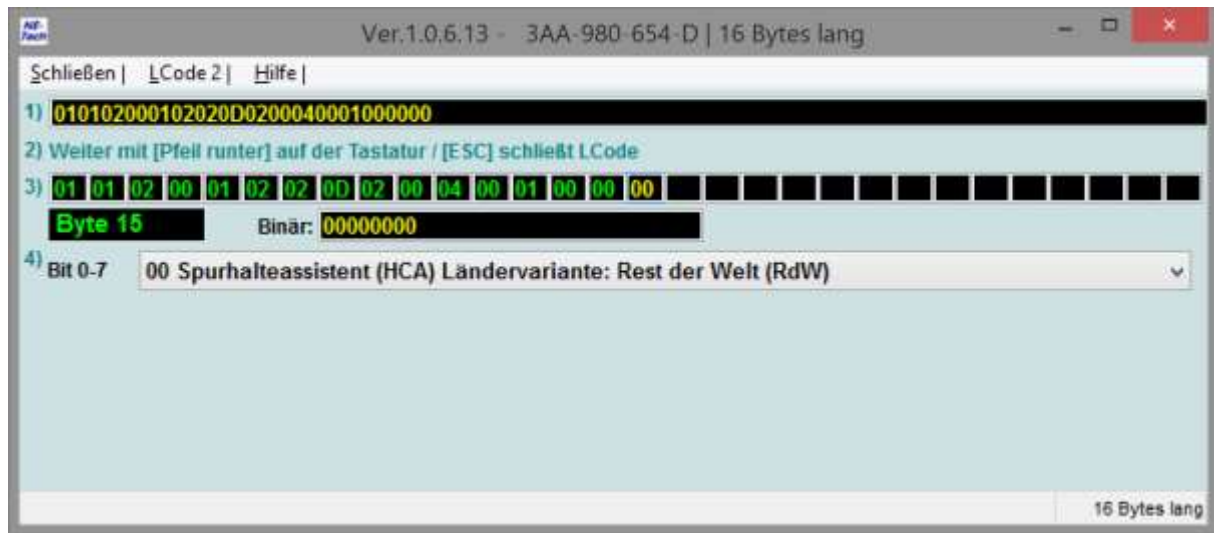 NE-Tech
Ver.1.0.6.13 - 3AA-980-654-D | 16 Bytes lang
Schließen | LCode 2 | Hilfe |
1) 010102000102020D0200040001000000
2) Weiter mit [Pfeil runter] auf der Tastatur / [ESC] schließt LCode
3) 01 01 02 00 01 02 02 0D 02 00 04 00 01 00 00 00
Byte 15 Binär: 00000000
4) Bit 0-7 00 Spurhalteassistent (HCA) Ländervariante: Rest der Welt (RdW)
16 Bytes lang